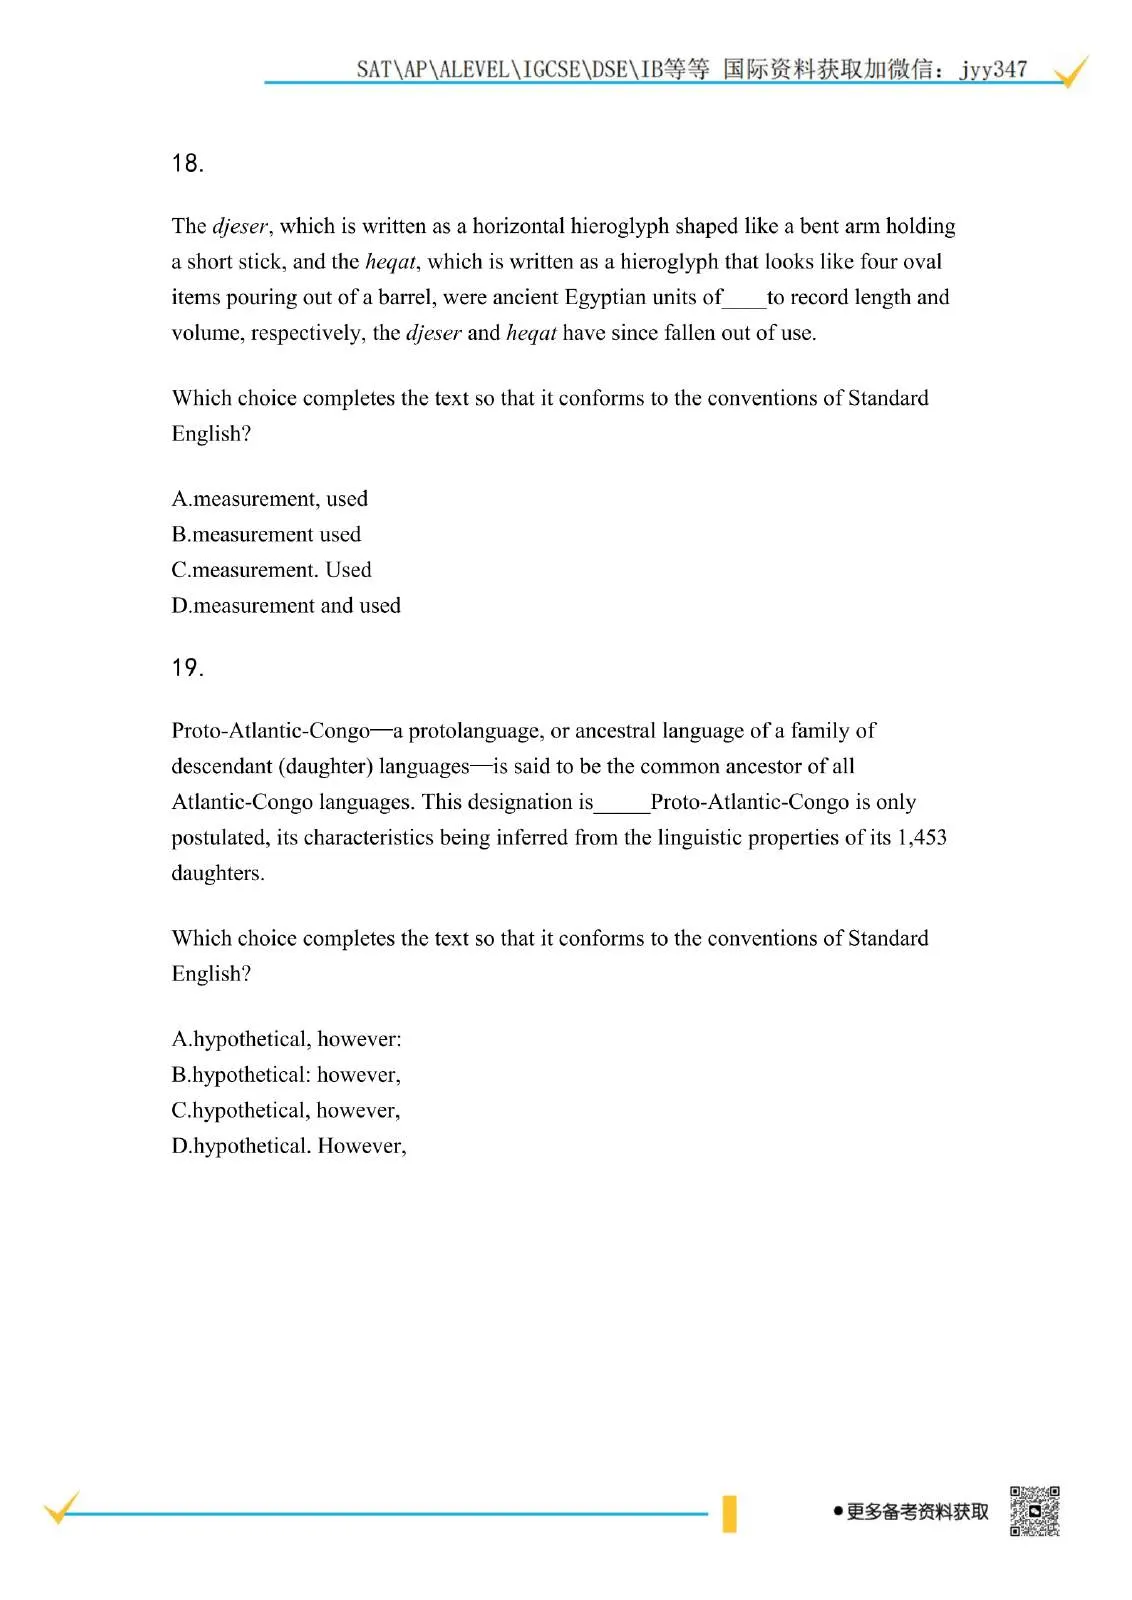 SAT\AP\ALEVEL\IGCSE\DSE\IB等等 国际资料获取加微信: jyy347
18.
The djeser, which is written as a horizontal hieroglyph shaped like a bent arm holding
a short stick, and the heqat, which is written as a hieroglyph that looks like four oval
items pouring out of a barrel, were ancient Egyptian units of____to record length and
volume, respectively, the djeser and heqat have since fallen out of use.
Which choice completes the text so that it conforms to the conventions of Standard
English?
A.measurement, used
B.measurement used
C.measurement. Used
D.measurement and used
19.
Proto-Atlantic-Congo—a protolanguage, or ancestral language of a family of
descendant (daughter) languages—is said to be the common ancestor of all
Atlantic-Congo languages. This designation is_____Proto-Atlantic-Congo is only
postulated, its characteristics being inferred from the linguistic properties of its 1,453
daughters.
Which choice completes the text so that it conforms to the conventions of Standard
English?
A.hypothetical, however:
B.hypothetical: however,
C.hypothetical, however,
D.hypothetical. However,
●更多备考资料获取